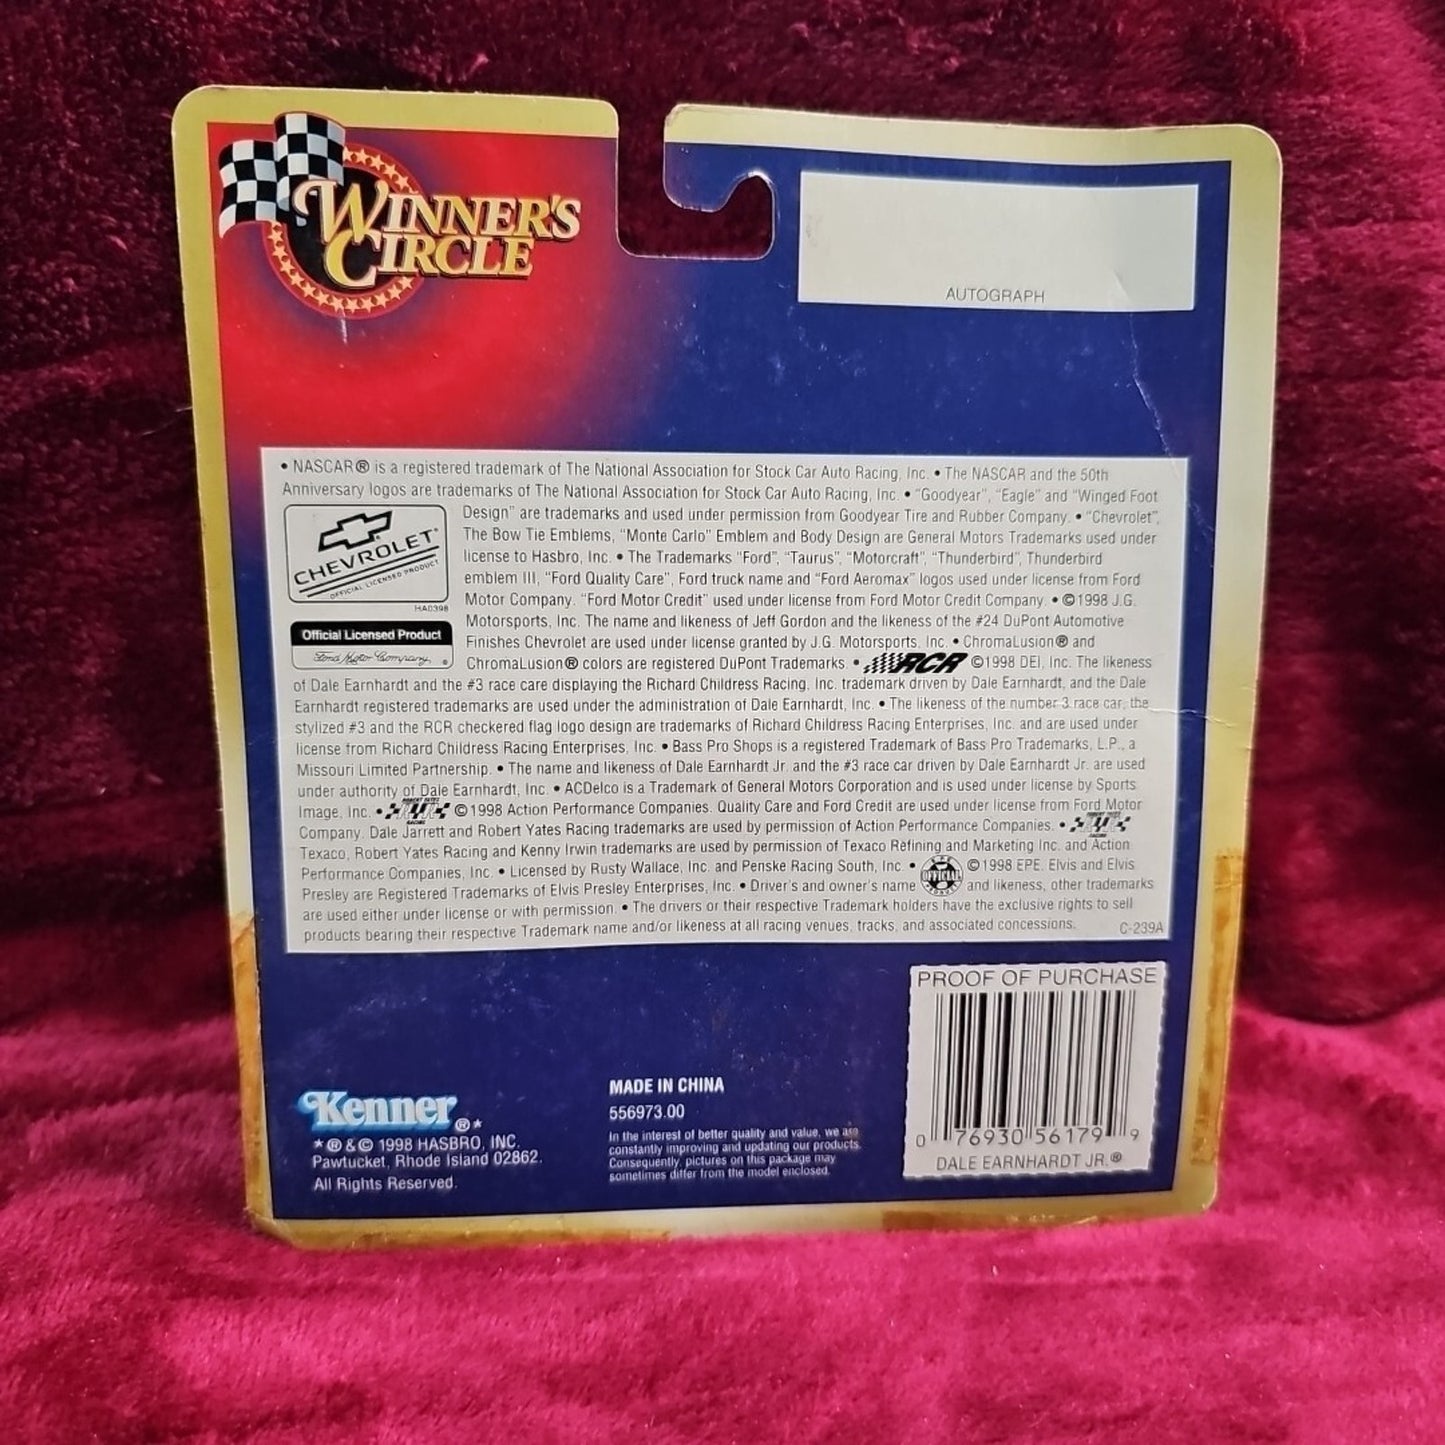 WINNER'S
CIRCLE
AUTOGRAPH
• NASCAR® is a registered trademark of The National Association for Stock Car Auto Racing, Inc. • The NASCAR and the 50th
Anniversary logos are trademarks of The National Association for Stock Car Auto Racing, Inc. • "Goodyear", "Eagle" and "Winged Foot
Design" are trademarks and used under permission from Goodyear Tire and Rubber Company. • "Chevrolet",
The Bow Tie Emblems, "Monte Carlo" Emblem and Body Design are General Motors Trademarks used under
license to Hasbro, Inc. • The Trademarks "Ford", "Taurus", "Motorcraft", "Thunderbird", Thunderbird
emblem III, "Ford Quality Care", Ford truck name and "Ford Aeromax" logos used under license from Ford
Motor Company. "Ford Motor Credit" used under license from Ford Motor Credit Company. • ©1998 J.G.
Motorsports, Inc. The name and likeness of Jeff Gordon and the likeness of the #24 DuPont Automotive
Finishes Chevrolet are used under license granted by J.G. Motorsports, Inc. • ChromaLusion® and
ChromaLusion® colors are registered DuPont Trademarks. • RCR ©1998 DEI, Inc. The likeness
of Dale Earnhardt and the #3 race care displaying the Richard Childress Racing, Inc. trademark driven by Dale Earnhardt, and the Dale
Earnhardt registered trademarks are used under the administration of Dale Earnhardt, Inc. • The likeness of the number 3 race car, the
stylized #3 and the RCR checkered flag logo design are trademarks of Richard Childress Racing Enterprises, Inc. and are used under
license from Richard Childress Racing Enterprises, Inc. • Bass Pro Shops is a registered Trademark of Bass Pro Trademarks, L.P., a
Missouri Limited Partnership. • The name and likeness of Dale Earnhardt Jr. and the #3 race car driven by Dale Earnhardt Jr. are used
under authority of Dale Earnhardt, Inc. • ACDelco is a Trademark of General Motors Corporation and is used under license by Sports
Image, Inc. • ROBERT YATES RACING ©1998 Action Performance Companies. Quality Care and Ford Credit are used under license from Ford Motor
Company. Dale Jarrett and Robert Yates Racing trademarks are used by permission of Action Performance Companies. • ROBERT YATES RACING
Texaco, Robert Yates Racing and Kenny Irwin trademarks are used by permission of Texaco Refining and Marketing Inc. and Action
Performance Companies, Inc. • Licensed by Rusty Wallace, Inc. and Penske Racing South, Inc. • OFFICIAL ©1998 EPE. Elvis and Elvis
Presley are Registered Trademarks of Elvis Presley Enterprises, Inc. • Driver's and owner's name and likeness, other trademarks
are used either under license or with permission. • The drivers or their respective Trademark holders have the exclusive rights to sell
products bearing their respective Trademark name and/or likeness at all racing venues, tracks, and associated concessions. C-239A
CHEVROLET
OFFICIAL LICENSED PRODUCT
HA0398
Official Licensed Product
Ford Motor Company ®
PROOF OF PURCHASE
0 76930 56179 9
DALE EARNHARDT JR.®
Kenner®*
*® & © 1998 HASBRO, INC.
Pawtucket, Rhode Island 02862.
All Rights Reserved.
MADE IN CHINA
556973.00
In the interest of better quality and value, we are
constantly improving and updating our products.
Consequently, pictures on this package may
sometimes differ from the model enclosed.